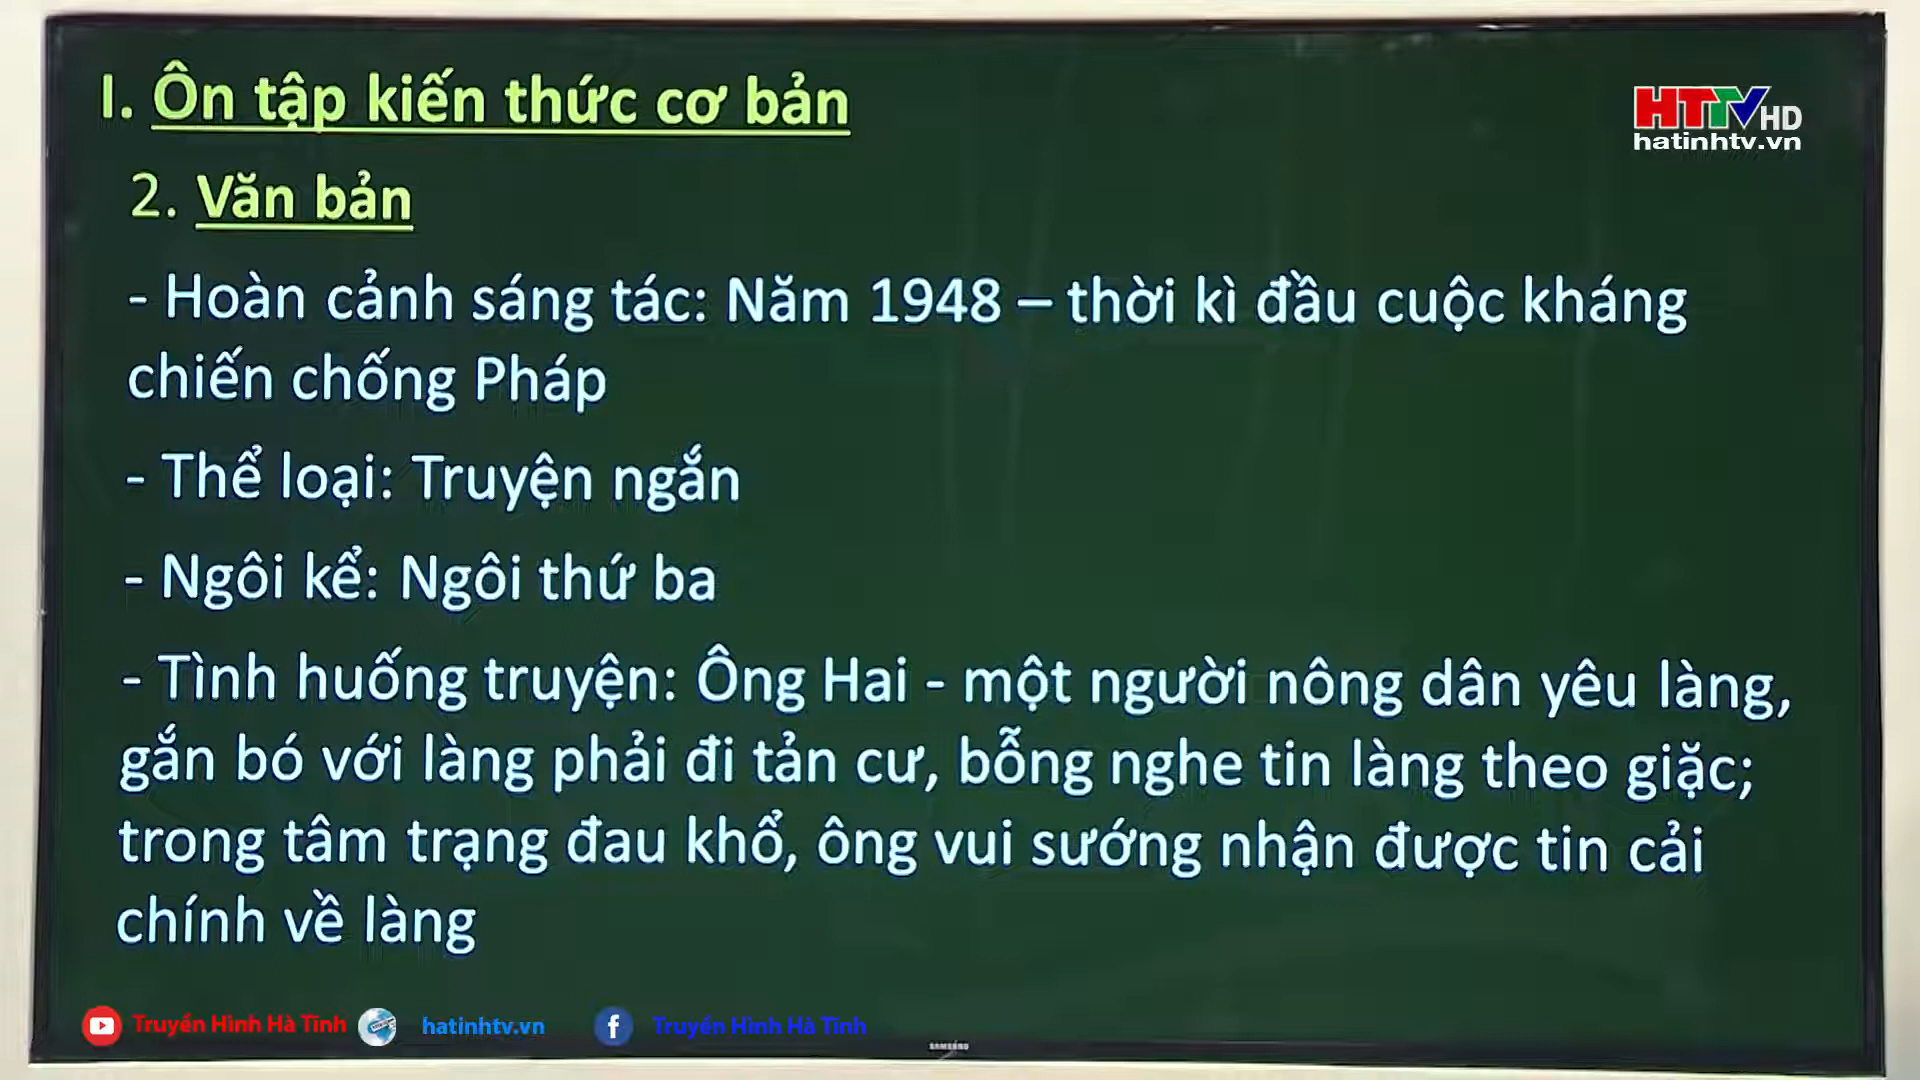 I. Ôn tập kiến thức cơ bản
HTTV HD
hatinhtv.vn
2. Văn bản
- Hoàn cảnh sáng tác: Năm 1948 – thời kì đầu cuộc kháng
chiến chống Pháp
- Thể loại: Truyện ngắn
- Ngôi kể: Ngôi thứ ba
- Tình huống truyện: Ông Hai - một người nông dân yêu làng,
gắn bó với làng phải đi tản cư, bỗng nghe tin làng theo giặc;
trong tâm trạng đau khổ, ông vui sướng nhận được tin cải
chính về làng
Truyền Hình Hà Tĩnh hatinhtv.vn Truyền Hình Hà Tĩnh
SAMSUNG